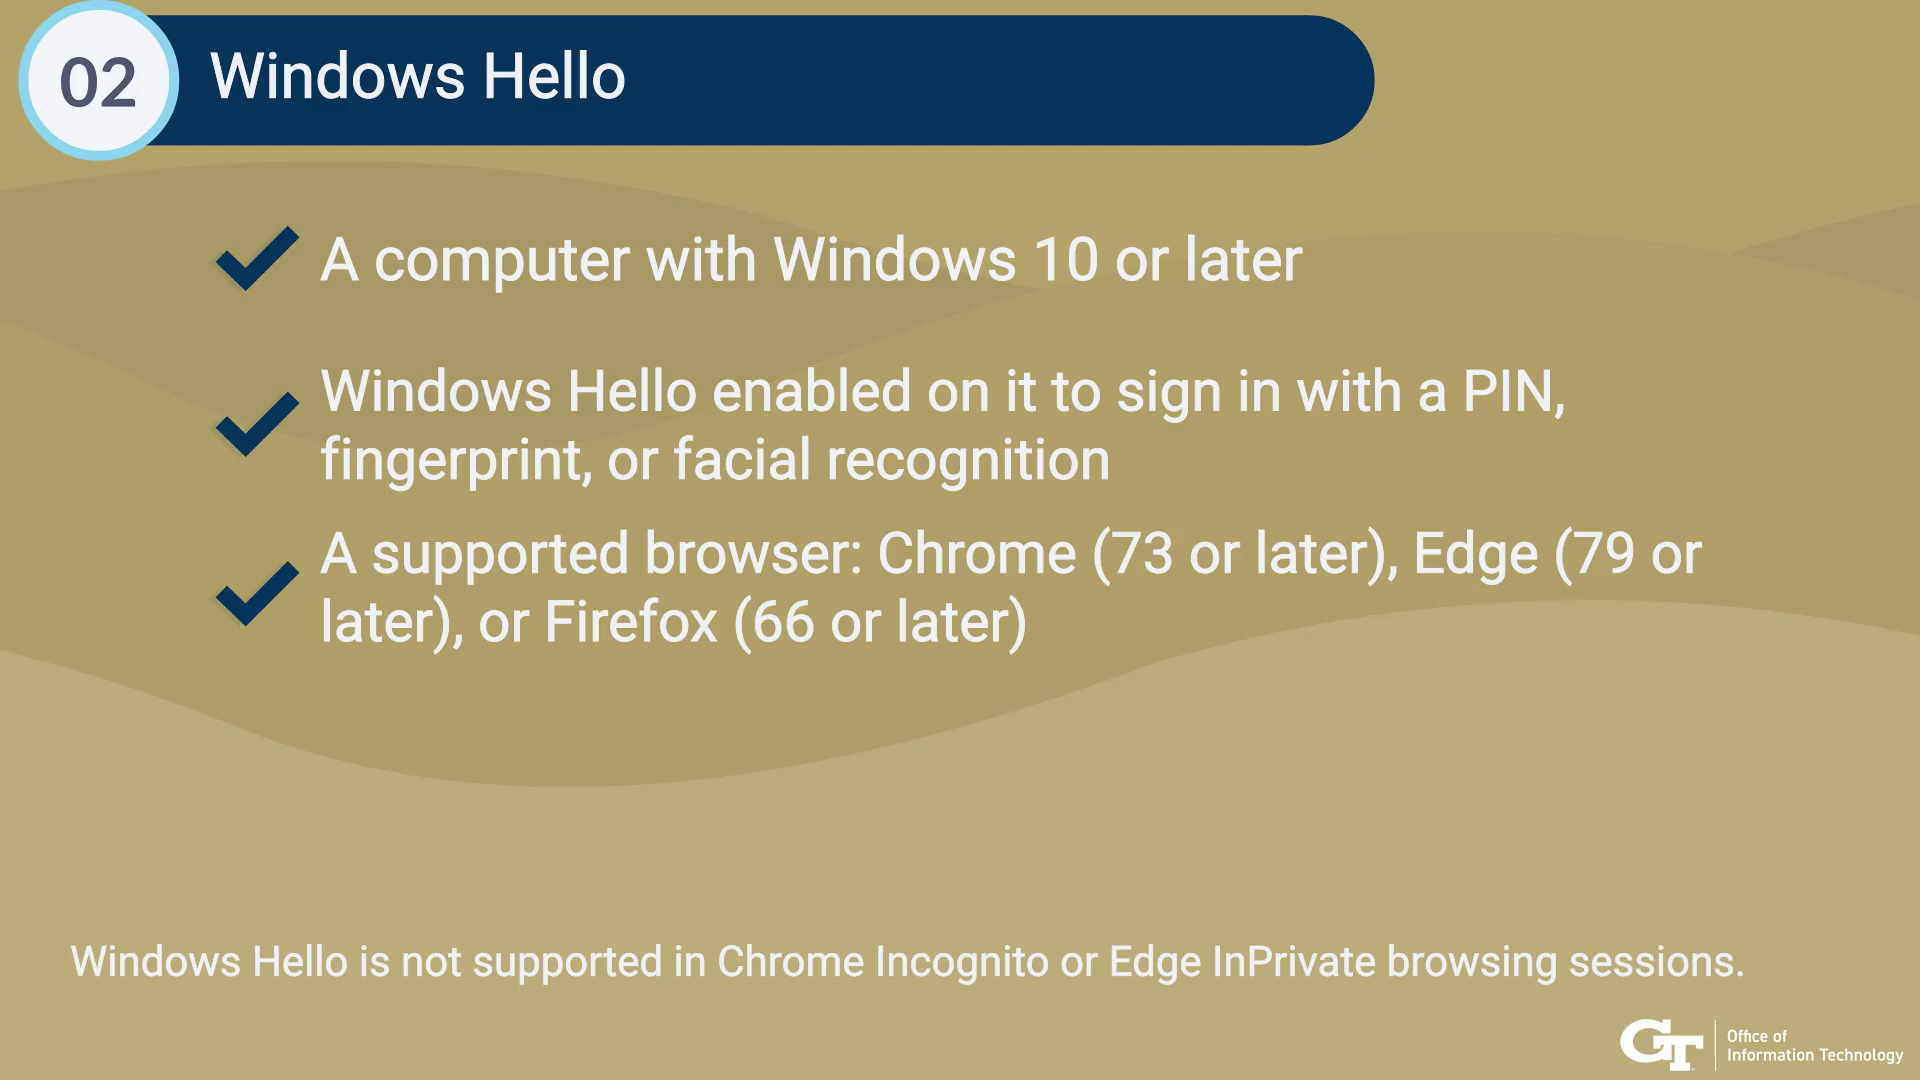 02
Windows Hello
A computer with Windows 10 or later
Windows Hello enabled on it to sign in with a PIN,
fingerprint, or facial recognition
A supported browser: Chrome (73 or later), Edge (79 or
later), or Firefox (66 or later)
Windows Hello is not supported in Chrome Incognito or Edge InPrivate browsing sessions.
GT
Office of
Information Technology